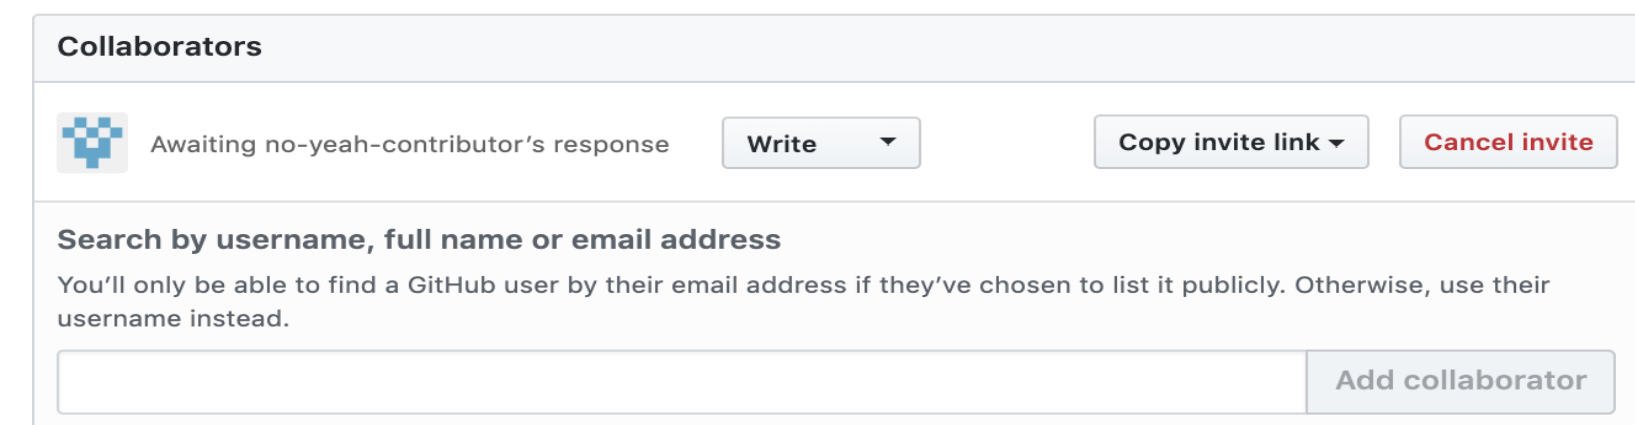 Collaborators
Awaiting no-yeah-contributor’s response Write Copy invite link Cancel invite
Search by username, full name or email address
You’ll only be able to find a GitHub user by their email address if they’ve chosen to list it publicly. Otherwise, use their
username instead.
Add collaborator